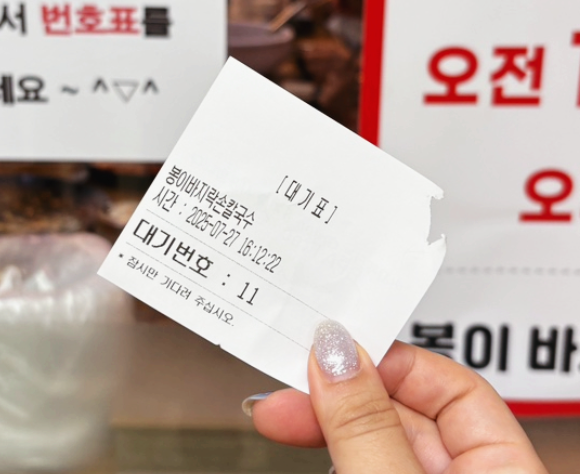 서 번호표를
세요 ~ ^▽^
[대기표]
봉이바지락손칼국수
시간 : 2025-07-27 16:12:22
대기번호 : 11
* 잠시만 기다려 주십시오.
오전
오
봉이 바